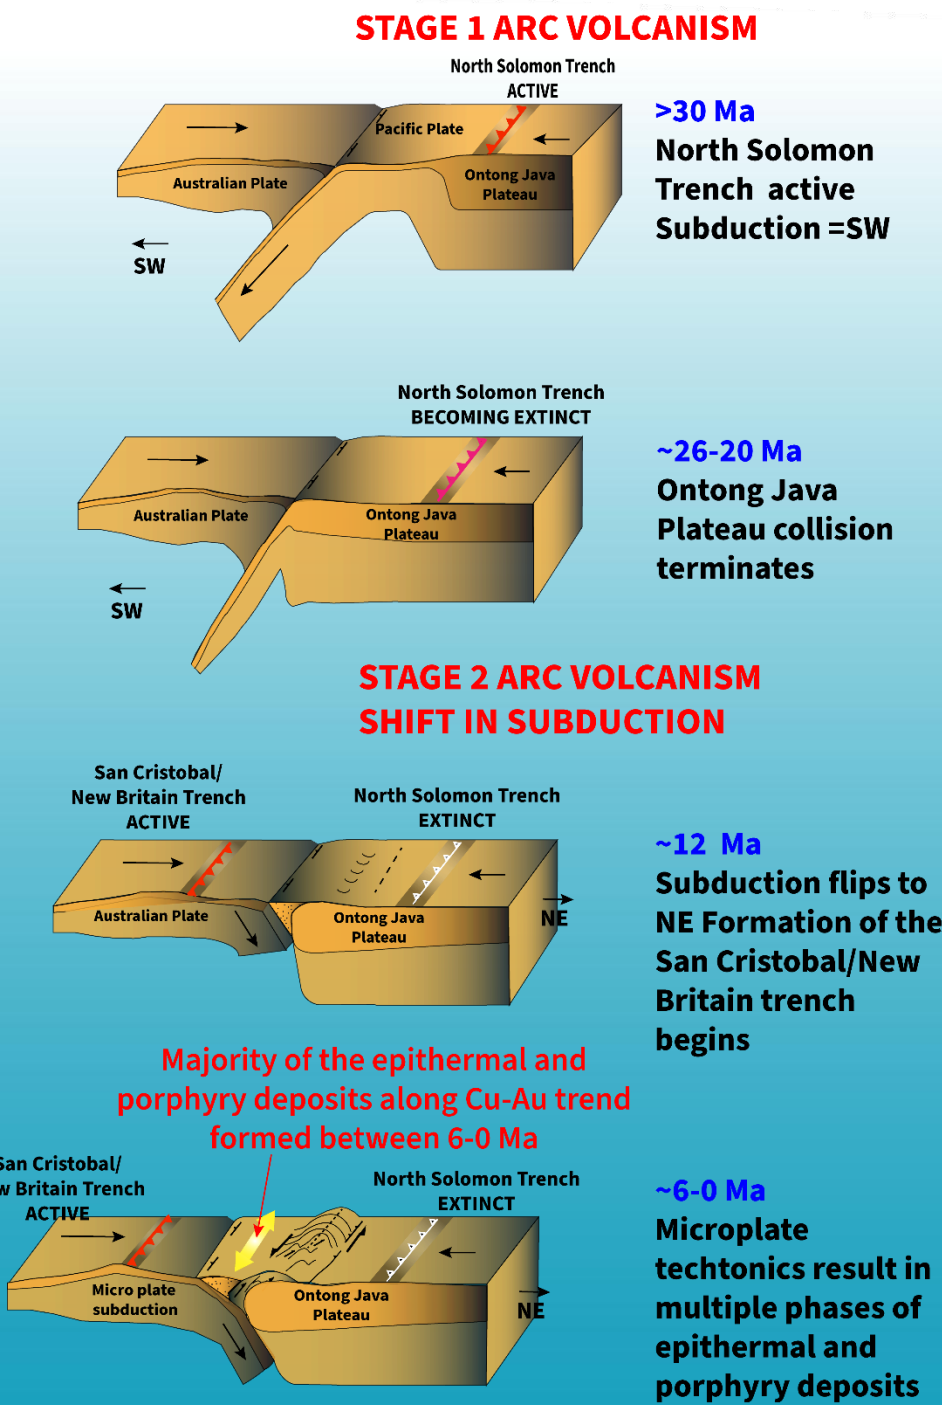 STAGE 1 ARC VOLCANISM
North Solomon Trench
ACTIVE
Pacific Plate
Australian Plate
Ontong Java
Plateau
SW
>30 Ma
North Solomon
Trench active
Subduction =SW
North Solomon Trench
BECOMING EXTINCT
Australian Plate
Ontong Java
Plateau
SW
~26-20 Ma
Ontong Java
Plateau collision
terminates
STAGE 2 ARC VOLCANISM
SHIFT IN SUBDUCTION
San Cristobal/
New Britain Trench
ACTIVE
North Solomon Trench
EXTINCT
Australian Plate
Ontong Java
Plateau
NE
~12 Ma
Subduction flips to
NE Formation of the
San Cristobal/New
Britain trench
begins
Majority of the epithermal and
porphyry deposits along Cu-Au trend
formed between 6-0 Ma
San Cristobal/
w Britain Trench
ACTIVE
North Solomon Trench
EXTINCT
Micro plate
subduction
Ontong Java
Plateau
NE
~6-0 Ma
Microplate
techtonics result in
multiple phases of
epithermal and
porphyry deposits